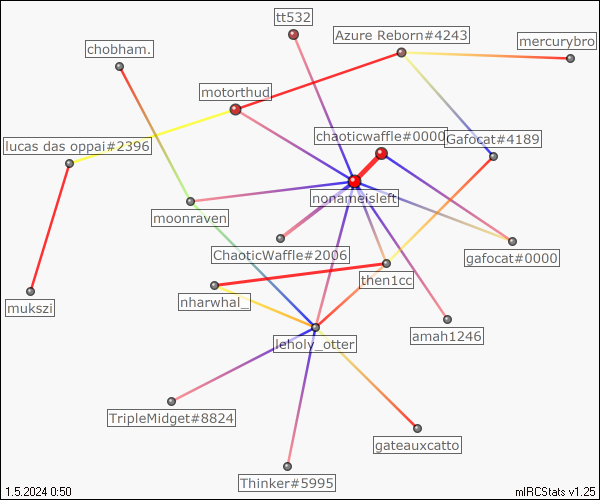 tt532
Azure Reborn#4243
mercurybro
chobham.
motorthud
chaoticwaffle#0000
Gafocat#4189
lucas das oppai#2396
nonameisleft
moonraven
ChaoticWaffle#2006
gafocat#0000
then1cc
mukszi
nharwhal_
amah1246
leholy_otter
TripleMidget#8824
gateauxcatto
Thinker#5995
1.5.2024 0:50
mIRCStats v1.25